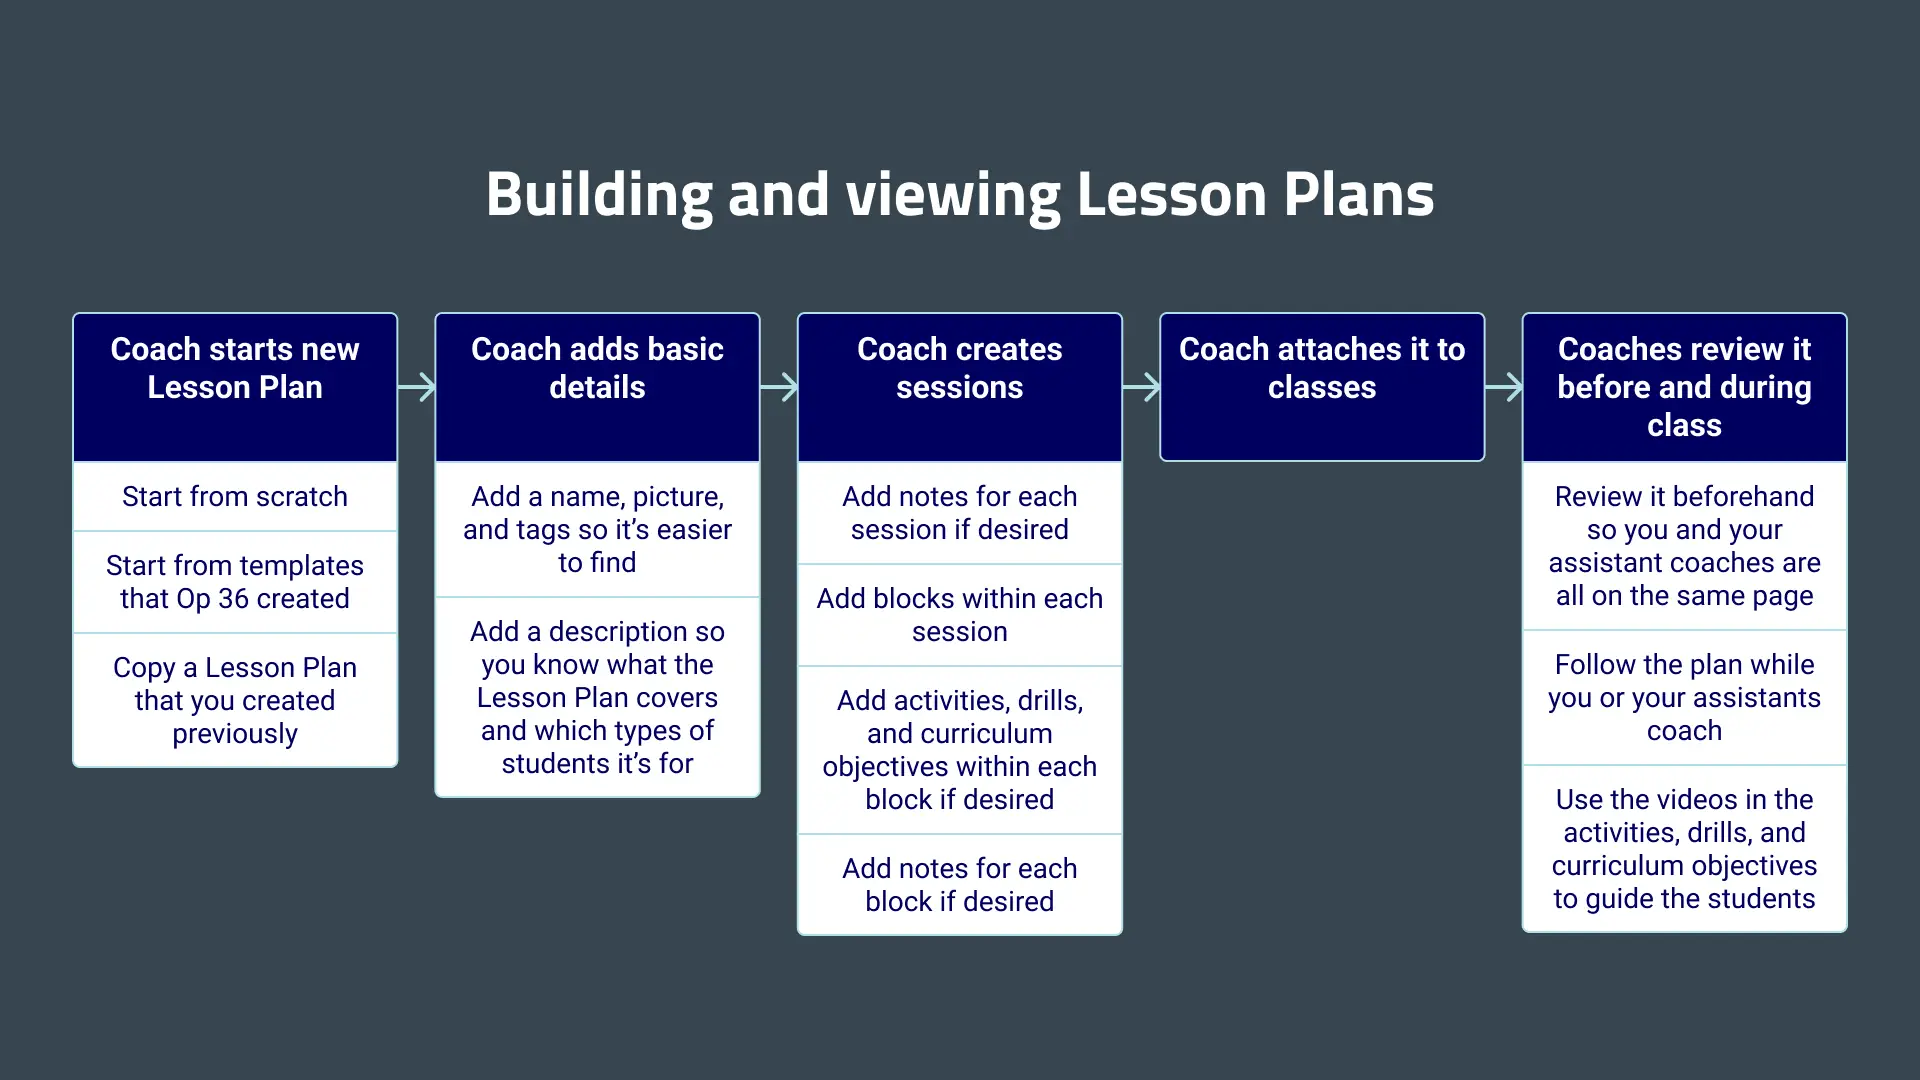 Building and viewing Lesson Plans
Coach starts new
Lesson Plan
Start from scratch
Start from templates
that Op 36 created
Copy a Lesson Plan
that you created
previously
Coach adds basic
details
Add a name, picture,
and tags so it’s easier
to find
Add a description so
you know what the
Lesson Plan covers
and which types of
students it’s for
Coach creates
sessions
Add notes for each
session if desired
Add blocks within each
session
Add activities, drills,
and curriculum
objectives within each
block if desired
Add notes for each
block if desired
Coach attaches it to
classes
Coaches review it
before and during
class
Review it beforehand
so you and your
assistant coaches are
all on the same page
Follow the plan while
you or your assistants
coach
Use the videos in the
activities, drills, and
curriculum objectives
to guide the students